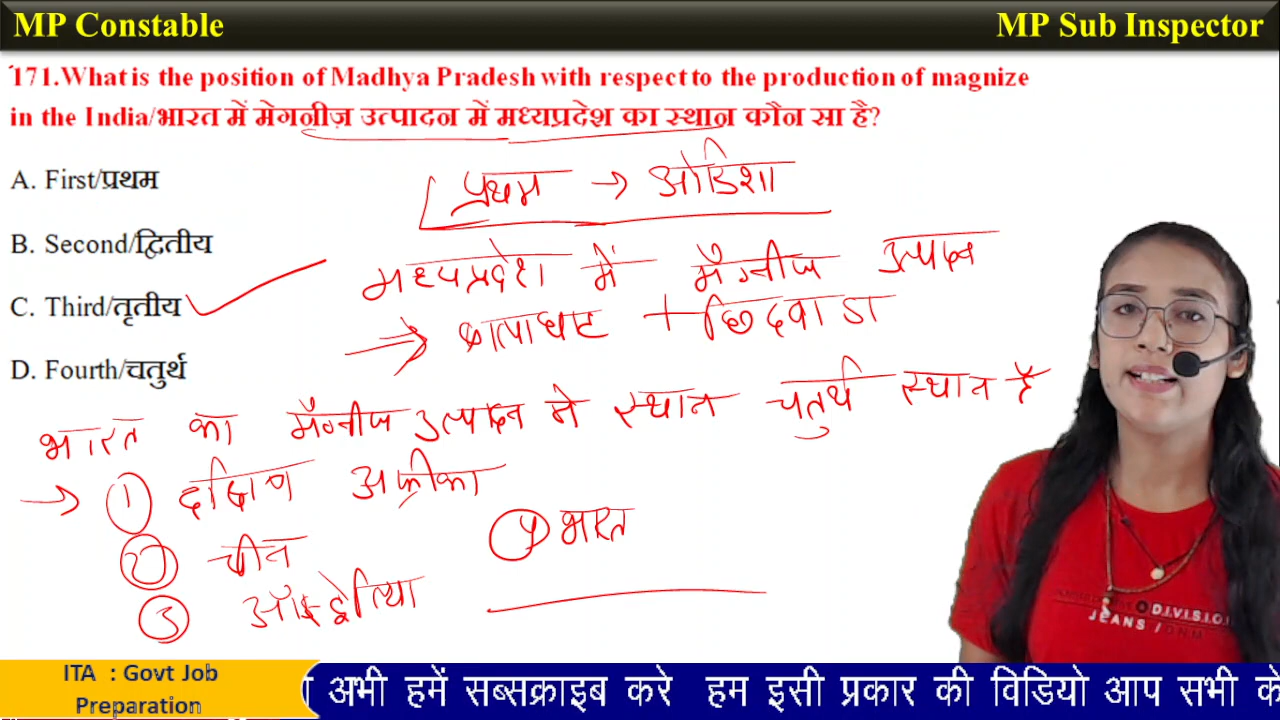 MP Constable
MP Sub Inspector
171.What is the position of Madhya Pradesh with respect to the production of magnize
in the India/भारत में मेगनीज़ उत्पादन में मध्यप्रदेश का स्थान कौन सा है?
A. First/प्रथम
प्रथम → ओडिशा
B. Second/द्वितीय
मध्यप्रदेश में मैग्नीज उत्पादन
C. Third/तृतीय
⇒ बालाघाट + छिंदवाडा
D. Fourth/चतुर्थ
भारत का मैग्नीज उत्पादन मे स्थान चतुर्थ स्थान है
→ 1 दक्षिण अफ्रीका
4 भारत
2 चीन
3 ऑस्ट्रेलिया
D.I.V.I.S.I.O
JEANS /
ITA : Govt Job
Preparation
अभी हमें सब्सक्राइब करे हम इसी प्रकार की विडियो आप सभी के